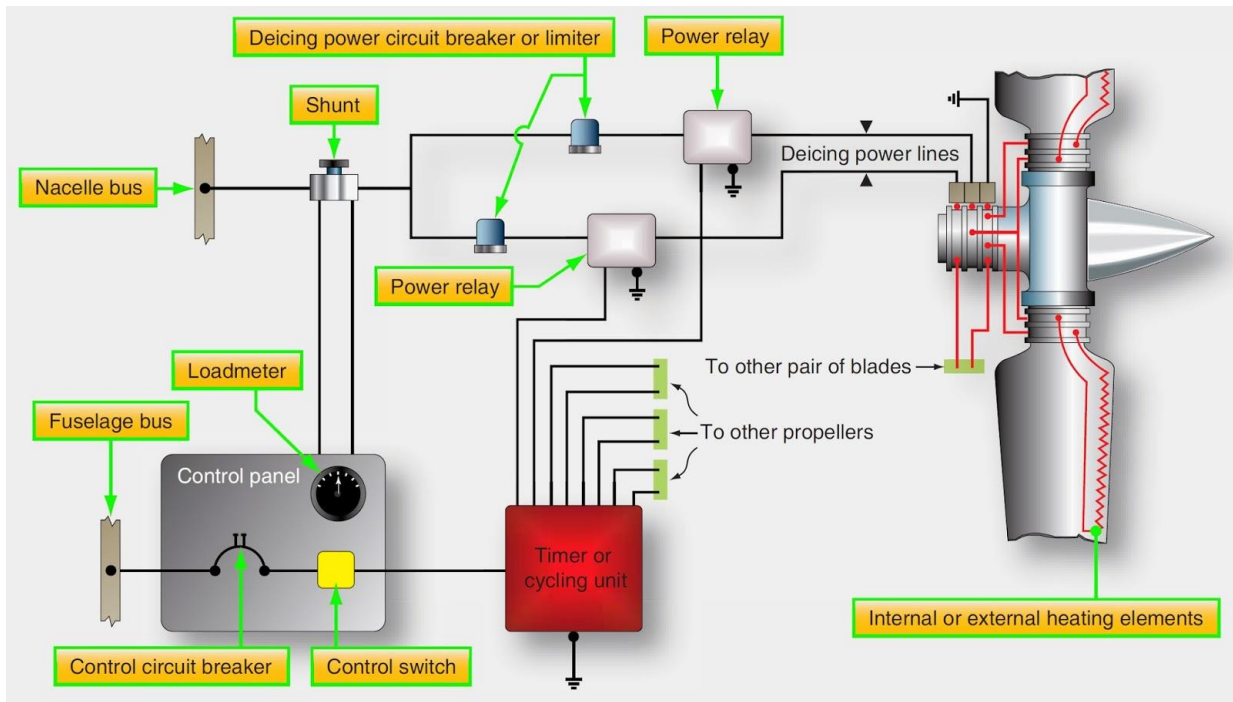 Deicing power circuit breaker or limiter
Power relay
Shunt
Deicing power lines
Nacelle bus
Power relay
Loadmeter
To other pair of blades
Fuselage bus
To other propellers
Control panel
Timer or
cycling unit
Internal or external heating elements
Control circuit breaker
Control switch